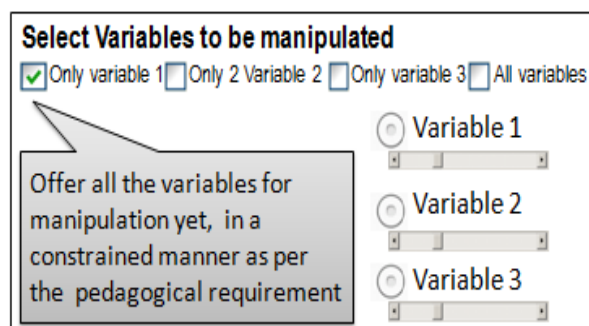 Select Variables to be manipulated
Only variable 1 Only 2 Variable 2 Only variable 3 All variables
Variable 1
Offer all the variables for
manipulation yet, in a
constrained manner as per
the pedagogical requirement
Variable 2
Variable 3